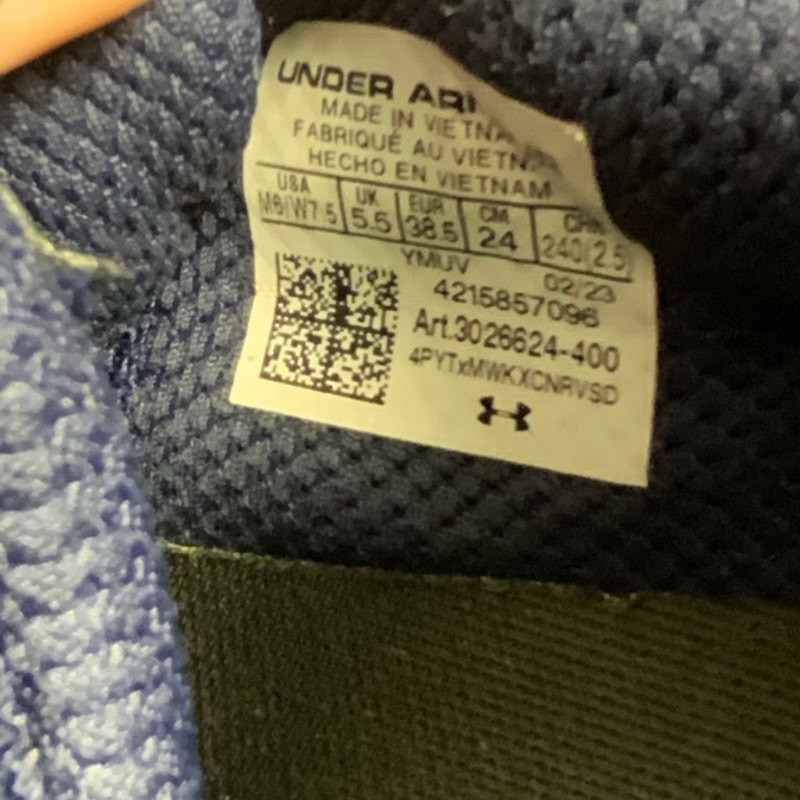 UNDER AR
MADE IN VIETNA
FABRIQUÉ AU VIETN
HECHO EN VIETNAM
USA UK EUR CM CHN
M6/W7.5 5.5 38.5 24 240(2.5)
YMUV 02/23
4215857096
Art.3026624-400
4PYTxMWKXCNRVSD